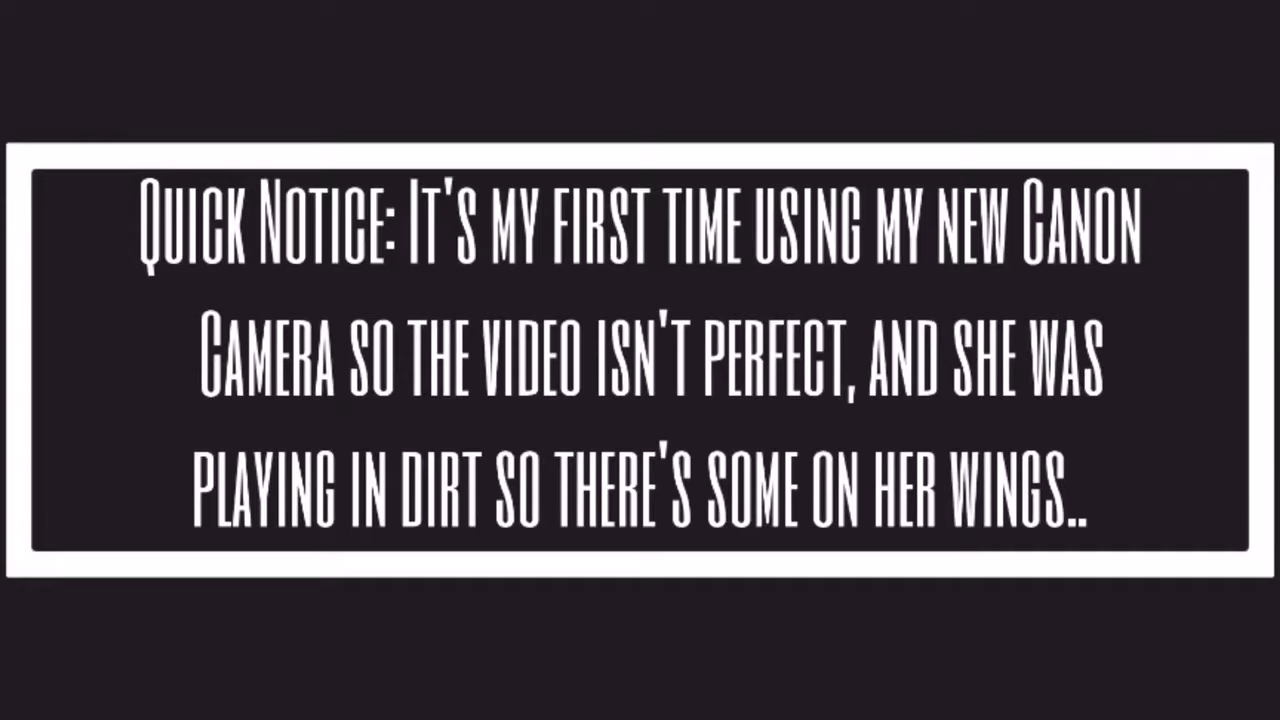 Quick Notice: It's my first time using my new Canon
Camera so the video isn't perfect, and she was
playing in dirt so there's some on her wings..